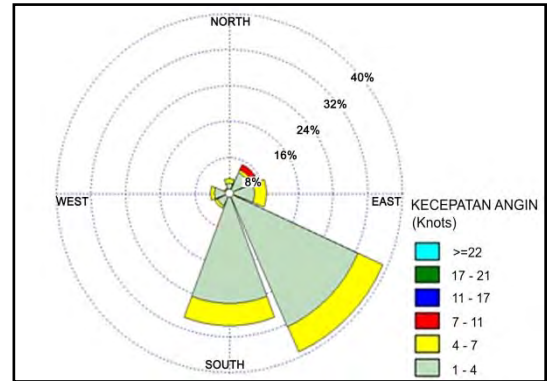 NORTH
40%
32%
24%
16%
8%
WEST
EAST
SOUTH
KECEPATAN ANGIN
(Knots)
>=22
17 - 21
11 - 17
7 - 11
4 - 7
1 - 4